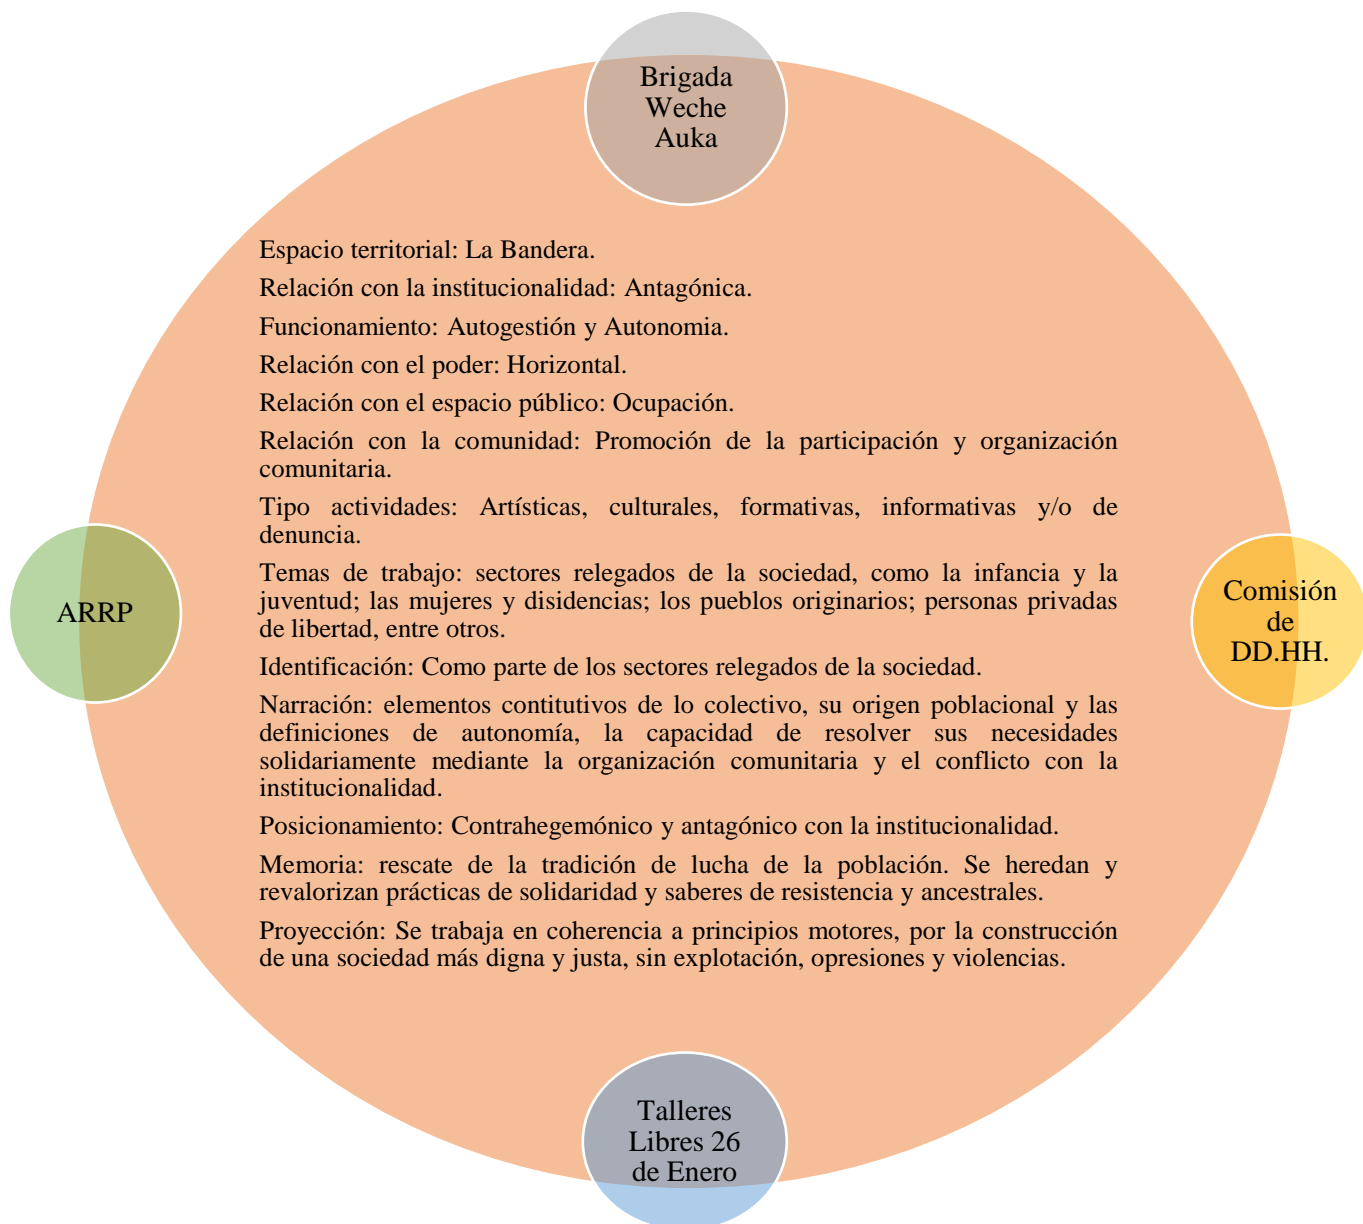 Brigada
Weche
Auka
Espacio territorial: La Bandera.
Relación con la institucionalidad: Antagónica.
Funcionamiento: Autogestión y Autonomia.
Relación con el poder: Horizontal.
Relación con el espacio público: Ocupación.
Relación con la comunidad: Promoción de la participación y organización
comunitaria.
Tipo actividades: Artísticas, culturales, formativas, informativas y/o de
denuncia.
Temas de trabajo: sectores relegados de la sociedad, como la infancia y la
juventud; las mujeres y disidencias; los pueblos originarios; personas privadas
de libertad, entre otros.
Identificación: Como parte de los sectores relegados de la sociedad.
Narración: elementos contitutivos de lo colectivo, su origen poblacional y las
definiciones de autonomía, la capacidad de resolver sus necesidades
solidariamente mediante la organización comunitaria y el conflicto con la
institucionalidad.
Posicionamiento: Contrahegemónico y antagónico con la institucionalidad.
Memoria: rescate de la tradición de lucha de la población. Se heredan y
revalorizan prácticas de solidaridad y saberes de resistencia y ancestrales.
Proyección: Se trabaja en coherencia a principios motores, por la construcción
de una sociedad más digna y justa, sin explotación, opresiones y violencias.
ARRP
Comisión
de
DD.HH.
Talleres
Libres 26
de Enero